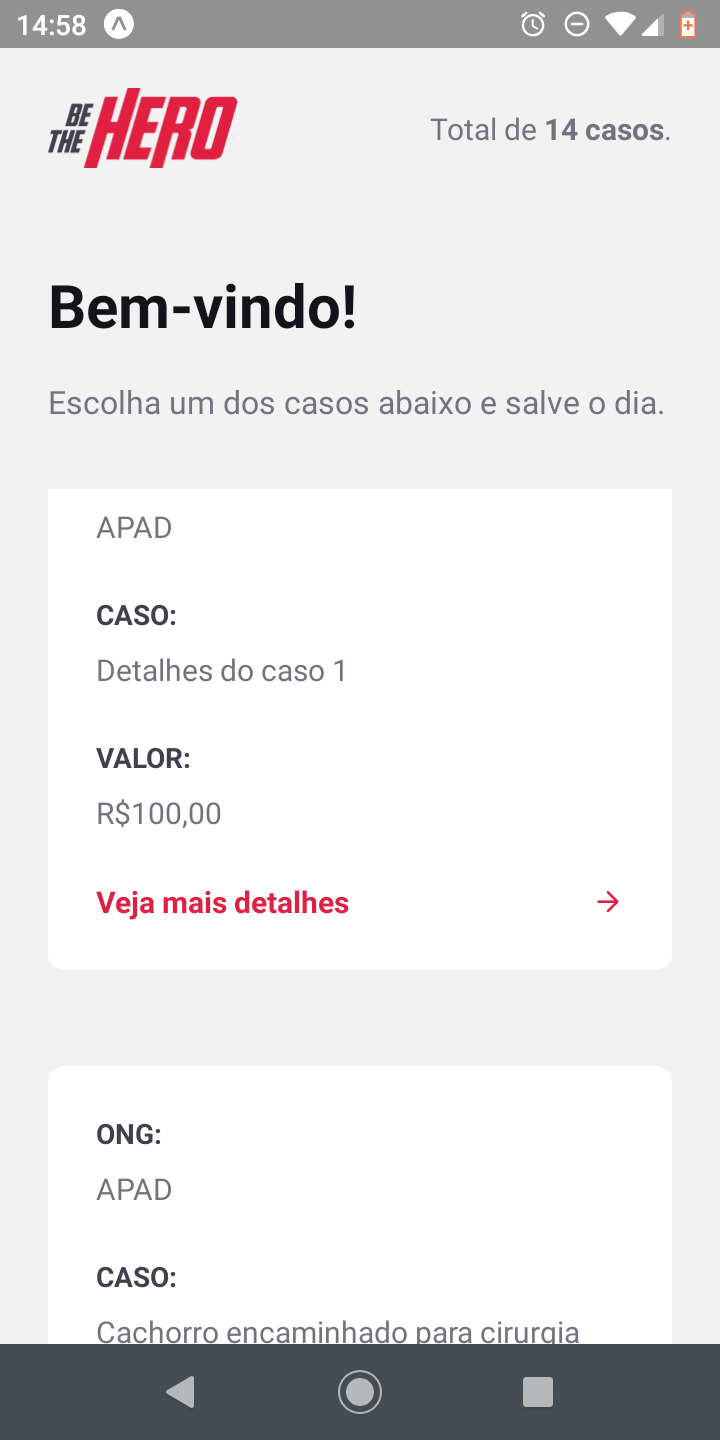 14:58
BE
THE
HERO
Total de 14 casos.
Bem-vindo!
Escolha um dos casos abaixo e salve o dia.
APAD
CASO:
Detalhes do caso 1
VALOR:
R$100,00
Veja mais detalhes
ONG:
APAD
CASO:
Cachorro encaminhado para cirurgia